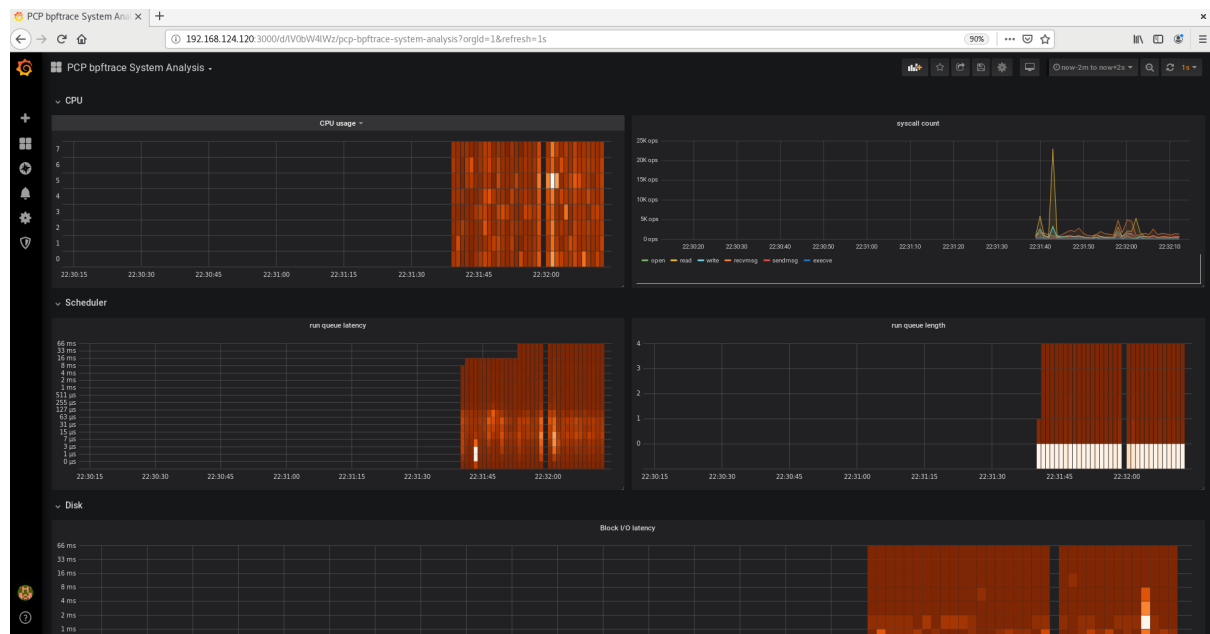 PCP bpftrace System Ana
192.168.124.120:3000/d/lV0bW4lWz/pcp-bpftrace-system-analysis?orgId=1&refresh=1s
90%
PCP bpftrace System Analysis
now-2m to now+2s
1s
CPU
CPU usage
7
6
5
4
3
2
1
0
22:30:15 22:30:30 22:30:45 22:31:00 22:31:15 22:31:30 22:31:45 22:32:00
syscall count
25K ops
20K ops
15K ops
10K ops
5K ops
0 ops
22:30:20 22:30:30 22:30:40 22:30:50 22:31:00 22:31:10 22:31:20 22:31:30 22:31:40 22:31:50 22:32:00 22:32:10
open read write recvmsg sendmsg execve
Scheduler
run queue latency
66 ms
33 ms
16 ms
8 ms
4 ms
2 ms
1 ms
511 µs
255 µs
127 µs
63 µs
31 µs
15 µs
7 µs
3 µs
1 µs
0 µs
22:30:15 22:30:30 22:30:45 22:31:00 22:31:15 22:31:30 22:31:45 22:32:00
run queue length
4
3
2
1
0
22:30:15 22:30:30 22:30:45 22:31:00 22:31:15 22:31:30 22:31:45 22:32:00
Disk
Block I/O latency
66 ms
33 ms
16 ms
8 ms
4 ms
2 ms
1 ms